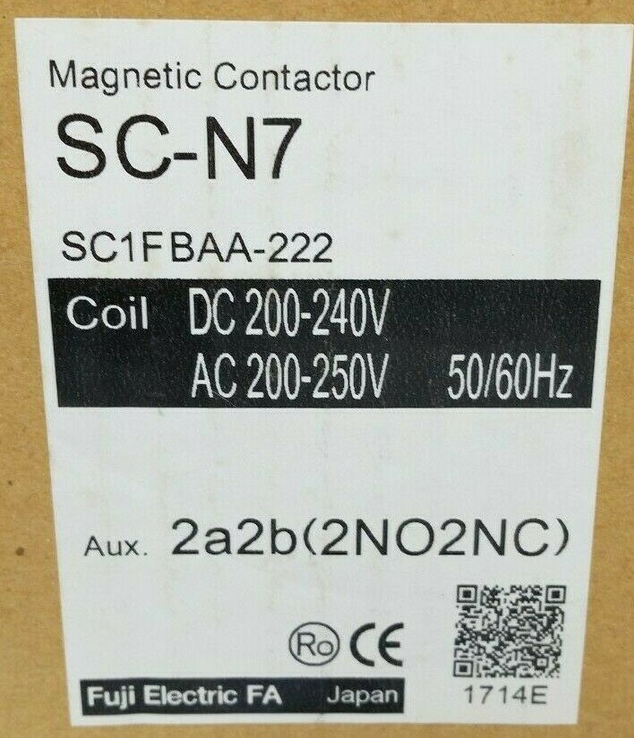 Magnetic Contactor
SC-N7
SC1FBAA-222
Coil DC 200-240V
AC 200-250V 50/60Hz
Aux. 2a2b(2NO2NC)
Ro CE
Fuji Electric FA Japan 1714E